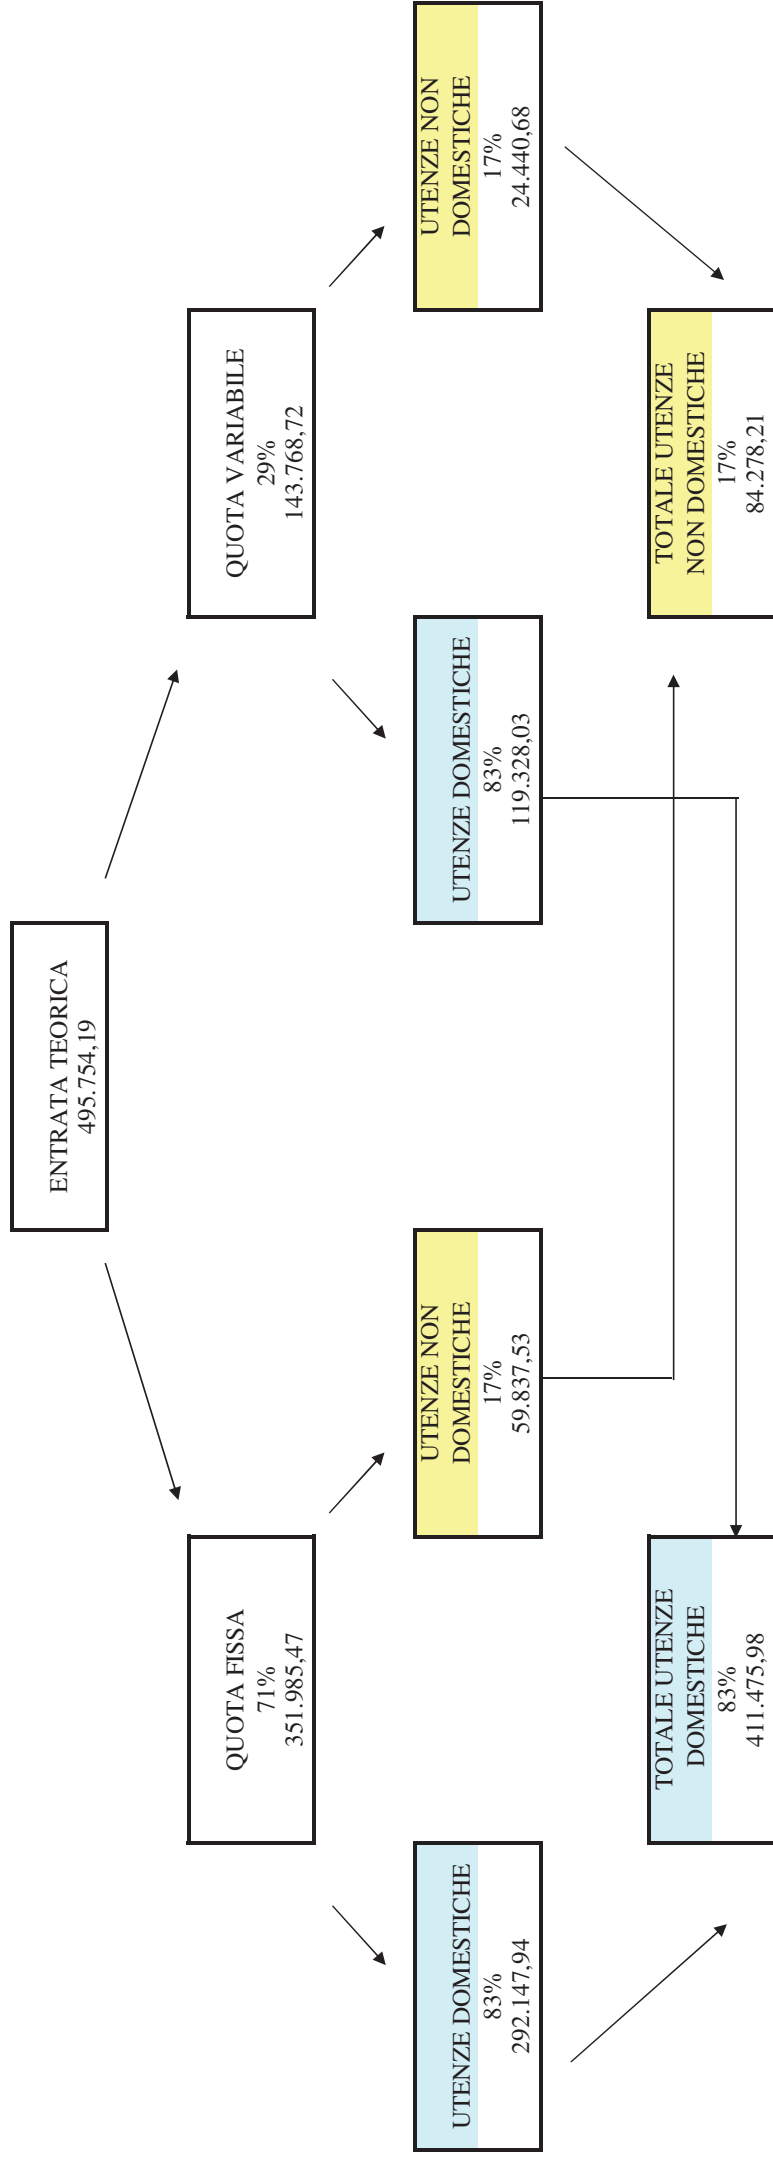 ENTRATA TEORICA
495.754,19
QUOTA FISSA
71%
351.985,47
QUOTA VARIABILE
29%
143.768,72
UTENZE DOMESTICHE
83%
292.147,94
UTENZE NON
DOMESTICHE
17%
59.837,53
UTENZE DOMESTICHE
83%
119.328,03
UTENZE NON
DOMESTICHE
17%
24.440,68
TOTALE UTENZE
DOMESTICHE
83%
411.475,98
TOTALE UTENZE
NON DOMESTICHE
17%
84.278,21